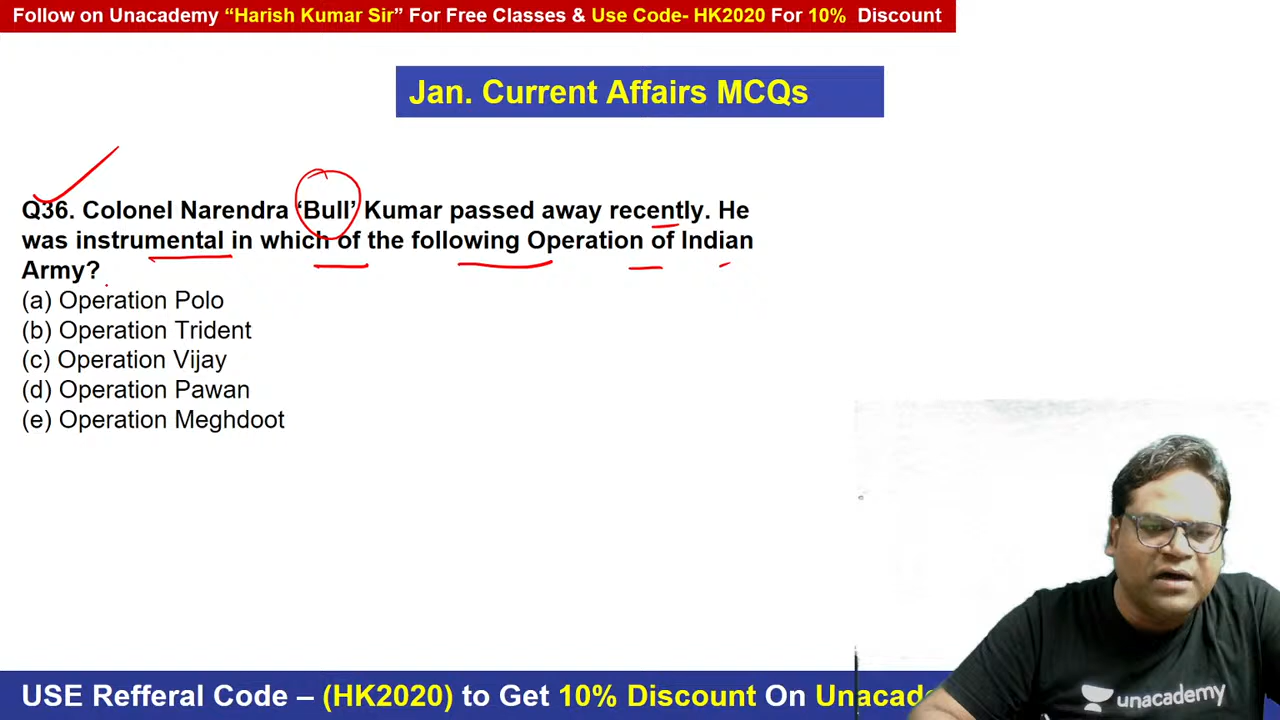 Follow on Unacademy “Harish Kumar Sir” For Free Classes & Use Code- HK2020 For 10% Discount
Jan. Current Affairs MCQs
Q36. Colonel Narendra ‘Bull’ Kumar passed away recently. He
was instrumental in which of the following Operation of Indian
Army?
(a) Operation Polo
(b) Operation Trident
(c) Operation Vijay
(d) Operation Pawan
(e) Operation Meghdoot
unacademy
USE Refferal Code – (HK2020) to Get 10% Discount On